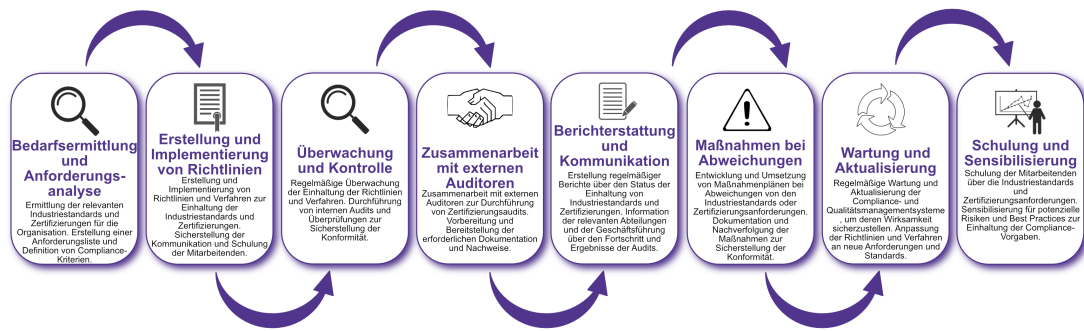 Bedarfsermittlung
und
Anforderungs-
analyse
Ermittlung der relevanten
Industriestandards und
Zertifizierungen für die
Organisation. Erstellung einer
Anforderungsliste und
Definition von Compliance-
Kriterien.
Erstellung und
Implementierung
von Richtlinien
Erstellung und
Implementierung von
Richtlinien und Verfahren zur
Einhaltung der
Industriestandards und
Zertifizierungen.
Sicherstellung der
Kommunikation und Schulung
der Mitarbeitenden.
Überwachung
und Kontrolle
Regelmäßige Überwachung
der Einhaltung der Richtlinien
und Verfahren. Durchführung
von internen Audits und
Überprüfungen zur
Sicherstellung der
Konformität.
Zusammenarbeit
mit externen
Auditoren
Zusammenarbeit mit externen
Auditoren zur Durchführung
von Zertifizierungsaudits.
Vorbereitung und
Bereitstellung der
erforderlichen Dokumentation
und Nachweise.
Berichterstattung
und
Kommunikation
Erstellung regelmäßiger
Berichte über den Status der
Einhaltung von
Industriestandards und
Zertifizierungen. Information
der relevanten Abteilungen
und der Geschäftsführung
über den Fortschritt und
Ergebnisse der Audits.
Maßnahmen bei
Abweichungen
Entwicklung und Umsetzung
von Maßnahmenplänen bei
Abweichungen von den
Industriestandards oder
Zertifizierungsanforderungen.
Dokumentation und
Nachverfolgung der
Maßnahmen zur
Sicherstellung der
Konformität.
Wartung und
Aktualisierung
Regelmäßige Wartung und
Aktualisierung der
Compliance- und
Qualitätsmanagementsysteme
, um deren Wirksamkeit
sicherzustellen. Anpassung
der Richtlinien und Verfahren
an neue Anforderungen und
Standards.
Schulung und
Sensibilisierung
Schulung der Mitarbeitenden
über die Industriestandards
und
Zertifizierungsanforderungen.
Sensibilisierung für potenzielle
Risiken und Best Practices zur
Einhaltung der Compliance-
Vorgaben.